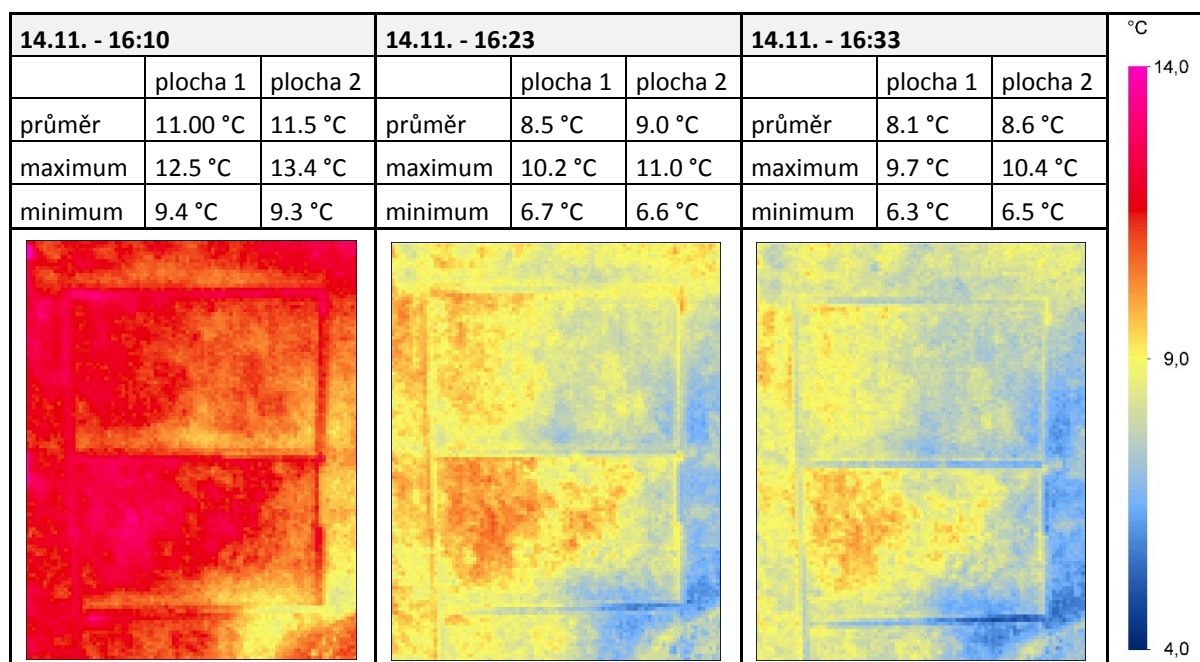 14.11. - 16:10 14.11. - 16:23 14.11. - 16:33 °C
plocha 1 plocha 2 plocha 1 plocha 2 plocha 1 plocha 2 14,0
průměr 11.00 °C 11.5 °C průměr 8.5 °C 9.0 °C průměr 8.1 °C 8.6 °C
maximum 12.5 °C 13.4 °C maximum 10.2 °C 11.0 °C maximum 9.7 °C 10.4 °C
minimum 9.4 °C 9.3 °C minimum 6.7 °C 6.6 °C minimum 6.3 °C 6.5 °C
9,0
4,0